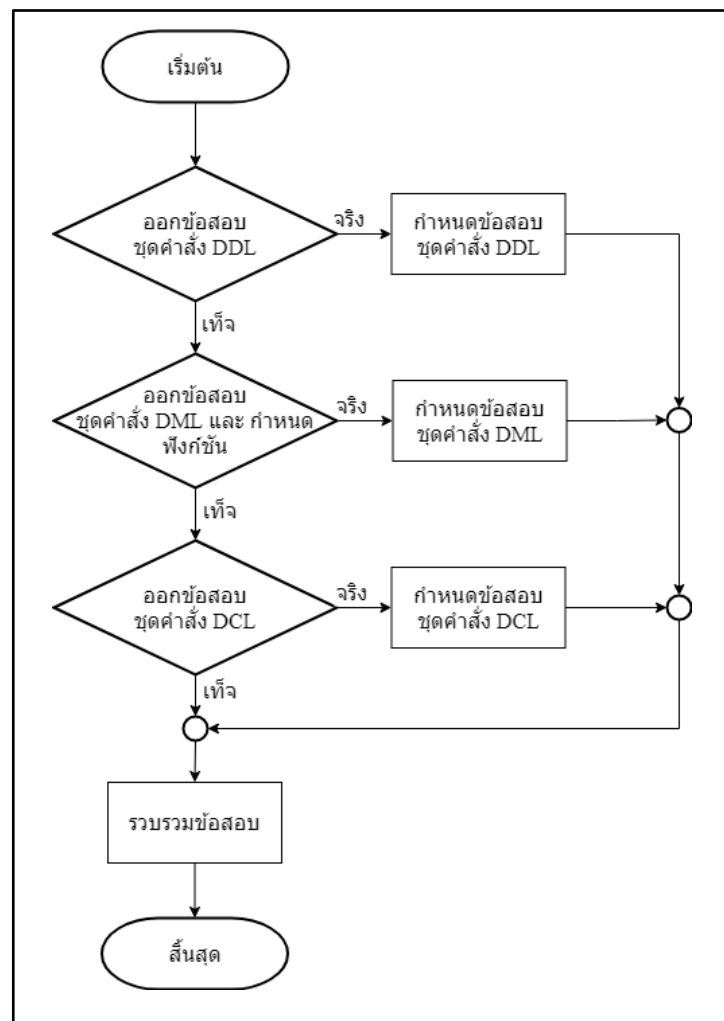 เริ่มต้น
ออกข้อสอบ
ชุดคำสั่ง DDL
จริง
กำหนดข้อสอบ
ชุดคำสั่ง DDL
เท็จ
ออกข้อสอบ
ชุดคำสั่ง DML และ กำหนด
ฟังก์ชัน
จริง
กำหนดข้อสอบ
ชุดคำสั่ง DML
เท็จ
ออกข้อสอบ
ชุดคำสั่ง DCL
จริง
กำหนดข้อสอบ
ชุดคำสั่ง DCL
เท็จ
รวบรวมข้อสอบ
สิ้นสุด